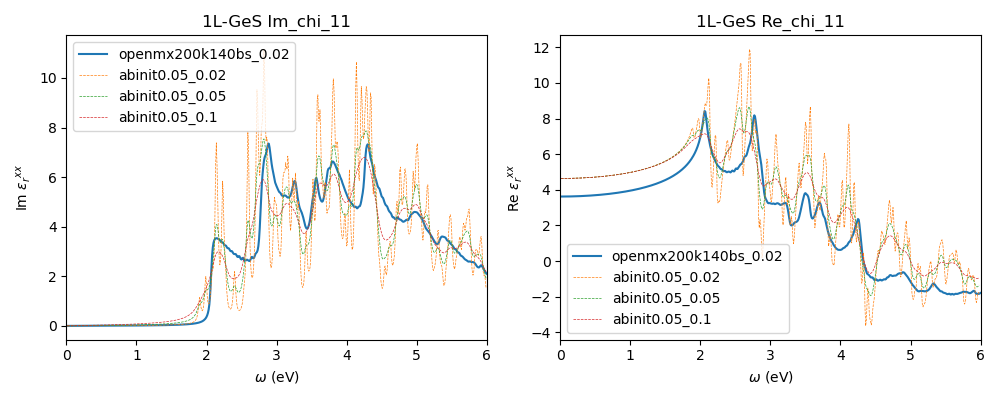 1L-GeS Im_chi_11
openmx200k140bs_0.02
abinit0.05_0.02
abinit0.05_0.05
abinit0.05_0.1
Im εᵣˣˣ
10
8
6
4
2
0
0 1 2 3 4 5 6
ω (eV)
1L-GeS Re_chi_11
openmx200k140bs_0.02
abinit0.05_0.02
abinit0.05_0.05
abinit0.05_0.1
Re εᵣˣˣ
12
10
8
6
4
2
0
−2
−4
0 1 2 3 4 5 6
ω (eV)